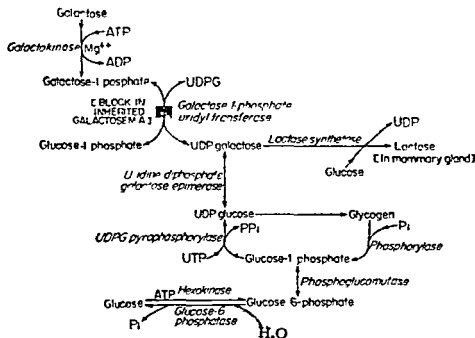 Galactose
ATP
Galactokinase Mg++
ADP
Galactose-1 posphate
UDPG
[BLOCK IN
INHERITED
GALACTOSEMIA]
Galactose 1-phosphate
uridyl transferase
Glucose-1 phosphate
UDP galactose
Lactose synthetase
UDP
Lactose
[In mammary gland]
Glucose
U idine diphosphate
galactose epimerase
UDP glucose
Glycogen
PPi
Pi
UDPG pyrophosphorylase
Phosphorylase
UTP
Glucose-1 phosphate
Phosphoglucomutase
ATP Hexokinase
Glucose
Glucose 6-phosphate
Glucose-6
phosphatase
Pi
H2O